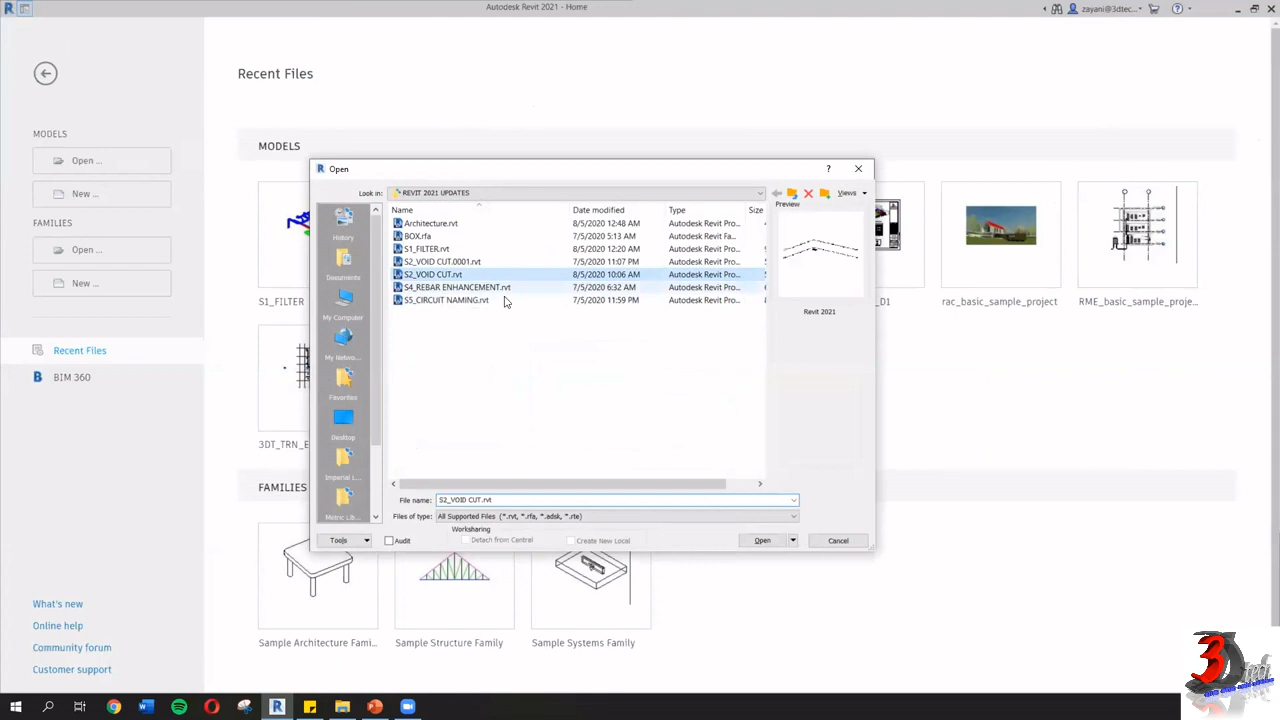 Autodesk Revit 2021 - Home
zayani@3dtec...
Recent Files
MODELS
Open ...
New ...
FAMILIES
Open ...
New ...
Recent Files
BIM 360
What's new
Online help
Community forum
Customer support
MODELS
S1_FILTER
D1
rac_basic_sample_project
RME_basic_sample_proje...
3DT_TRN_E
FAMILIES
Sample Architecture Fami...
Sample Structure Family
Sample Systems Family
Open
Look in: REVIT 2021 UPDATES Views
Name Date modified Type Size
Architecture.rvt 8/5/2020 12:48 AM Autodesk Revit Pro...
BOX.rfa 7/5/2020 5:13 AM Autodesk Revit Fa...
S1_FILTER.rvt 8/5/2020 12:20 AM Autodesk Revit Pro...
S2_VOID CUT.0001.rvt 7/5/2020 11:07 PM Autodesk Revit Pro...
S2_VOID CUT.rvt 8/5/2020 10:06 AM Autodesk Revit Pro...
S4_REBAR ENHANCEMENT.rvt 7/5/2020 6:32 AM Autodesk Revit Pro...
S5_CIRCUIT NAMING.rvt 7/5/2020 11:59 PM Autodesk Revit Pro...
History
Documents
My Computer
My Netwo...
Favorites
Desktop
Imperial L...
Metric Lib...
Preview
Revit 2021
File name: S2_VOID CUT.rvt
Files of type: All Supported Files (*.rvt, *.rfa, *.adsk, *.rte)
Worksharing
Tools Audit Detach from Central Create New Local Open Cancel
3Dtech